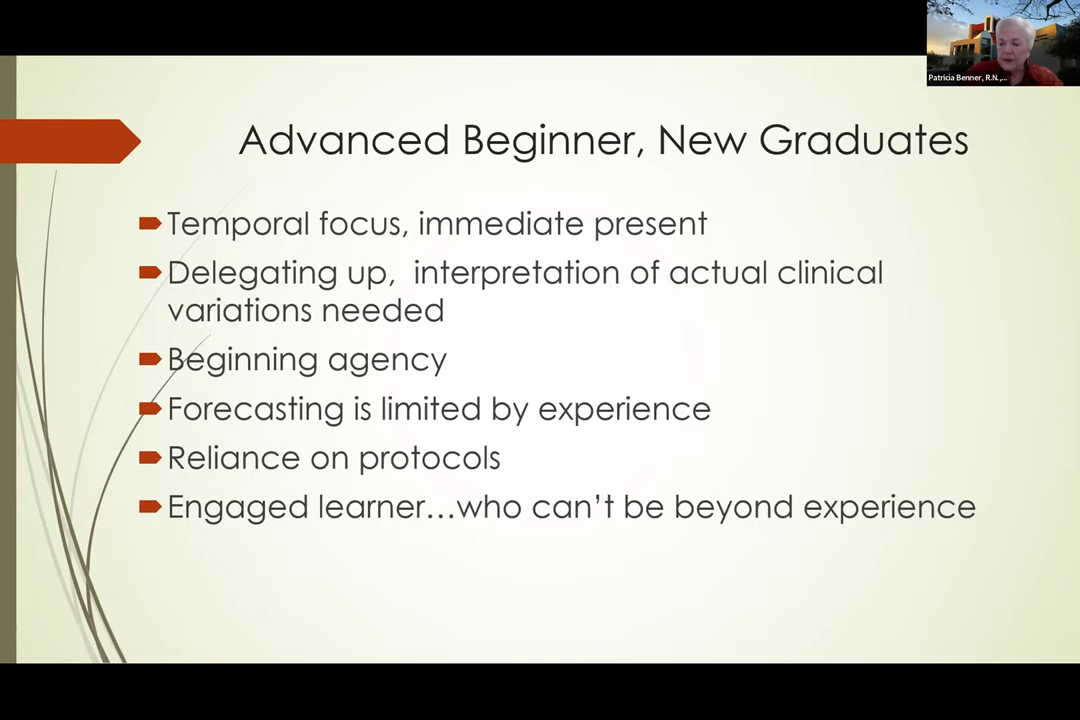 Patricia Benner, R.N.,...
Advanced Beginner, New Graduates
Temporal focus, immediate present
Delegating up,  interpretation of actual clinical
variations needed
Beginning agency
Forecasting is limited by experience
Reliance on protocols
Engaged learner…who can’t be beyond experience